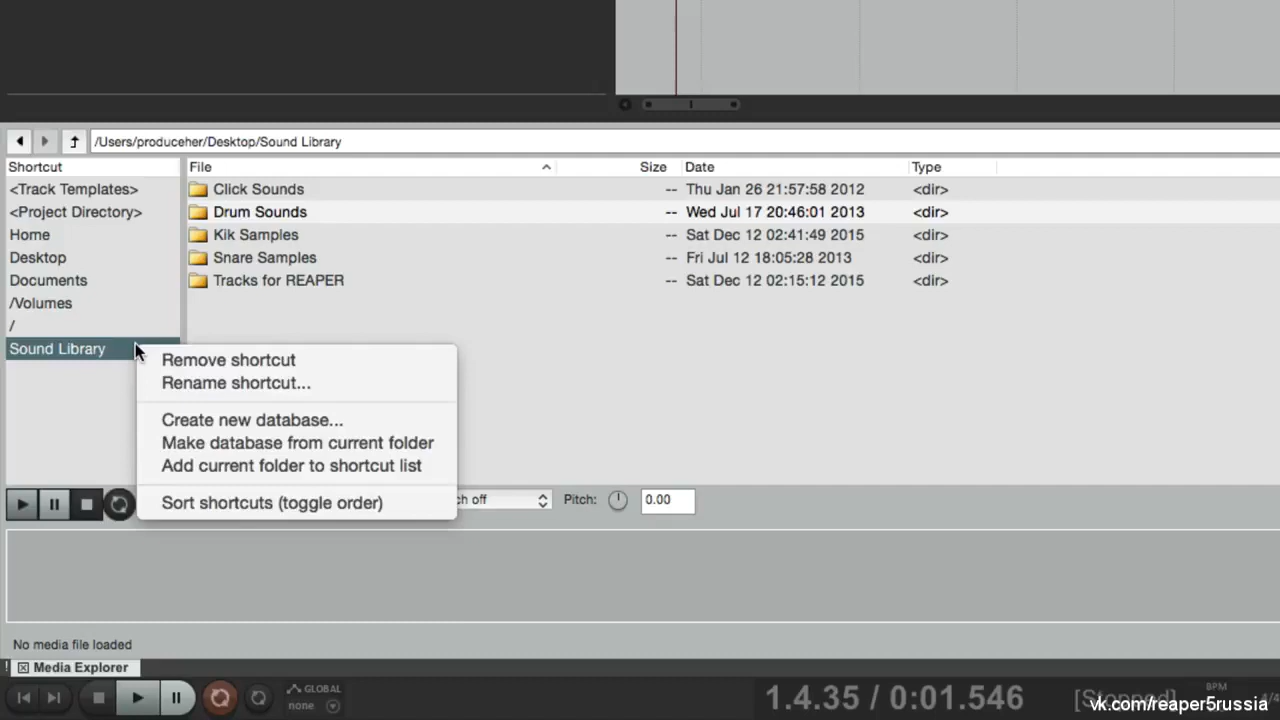 /Users/produceher/Desktop/Sound Library
Shortcut File Size Date Type
<Track Templates> Click Sounds -- Thu Jan 26 21:57:58 2012 <dir>
<Project Directory> Drum Sounds -- Wed Jul 17 20:46:01 2013 <dir>
Home Kik Samples -- Sat Dec 12 02:41:49 2015 <dir>
Desktop Snare Samples -- Fri Jul 12 18:05:28 2013 <dir>
Documents Tracks for REAPER -- Sat Dec 12 02:15:12 2015 <dir>
/Volumes
/
Sound Library
Remove shortcut
Rename shortcut...
Create new database...
Make database from current folder
Add current folder to shortcut list
Sort shortcuts (toggle order)
off Pitch: 0.00
No media file loaded
Media Explorer
GLOBAL
none
1.4.35 / 0:01.546 [Stopped] BPM
vk.com/reaper5russia